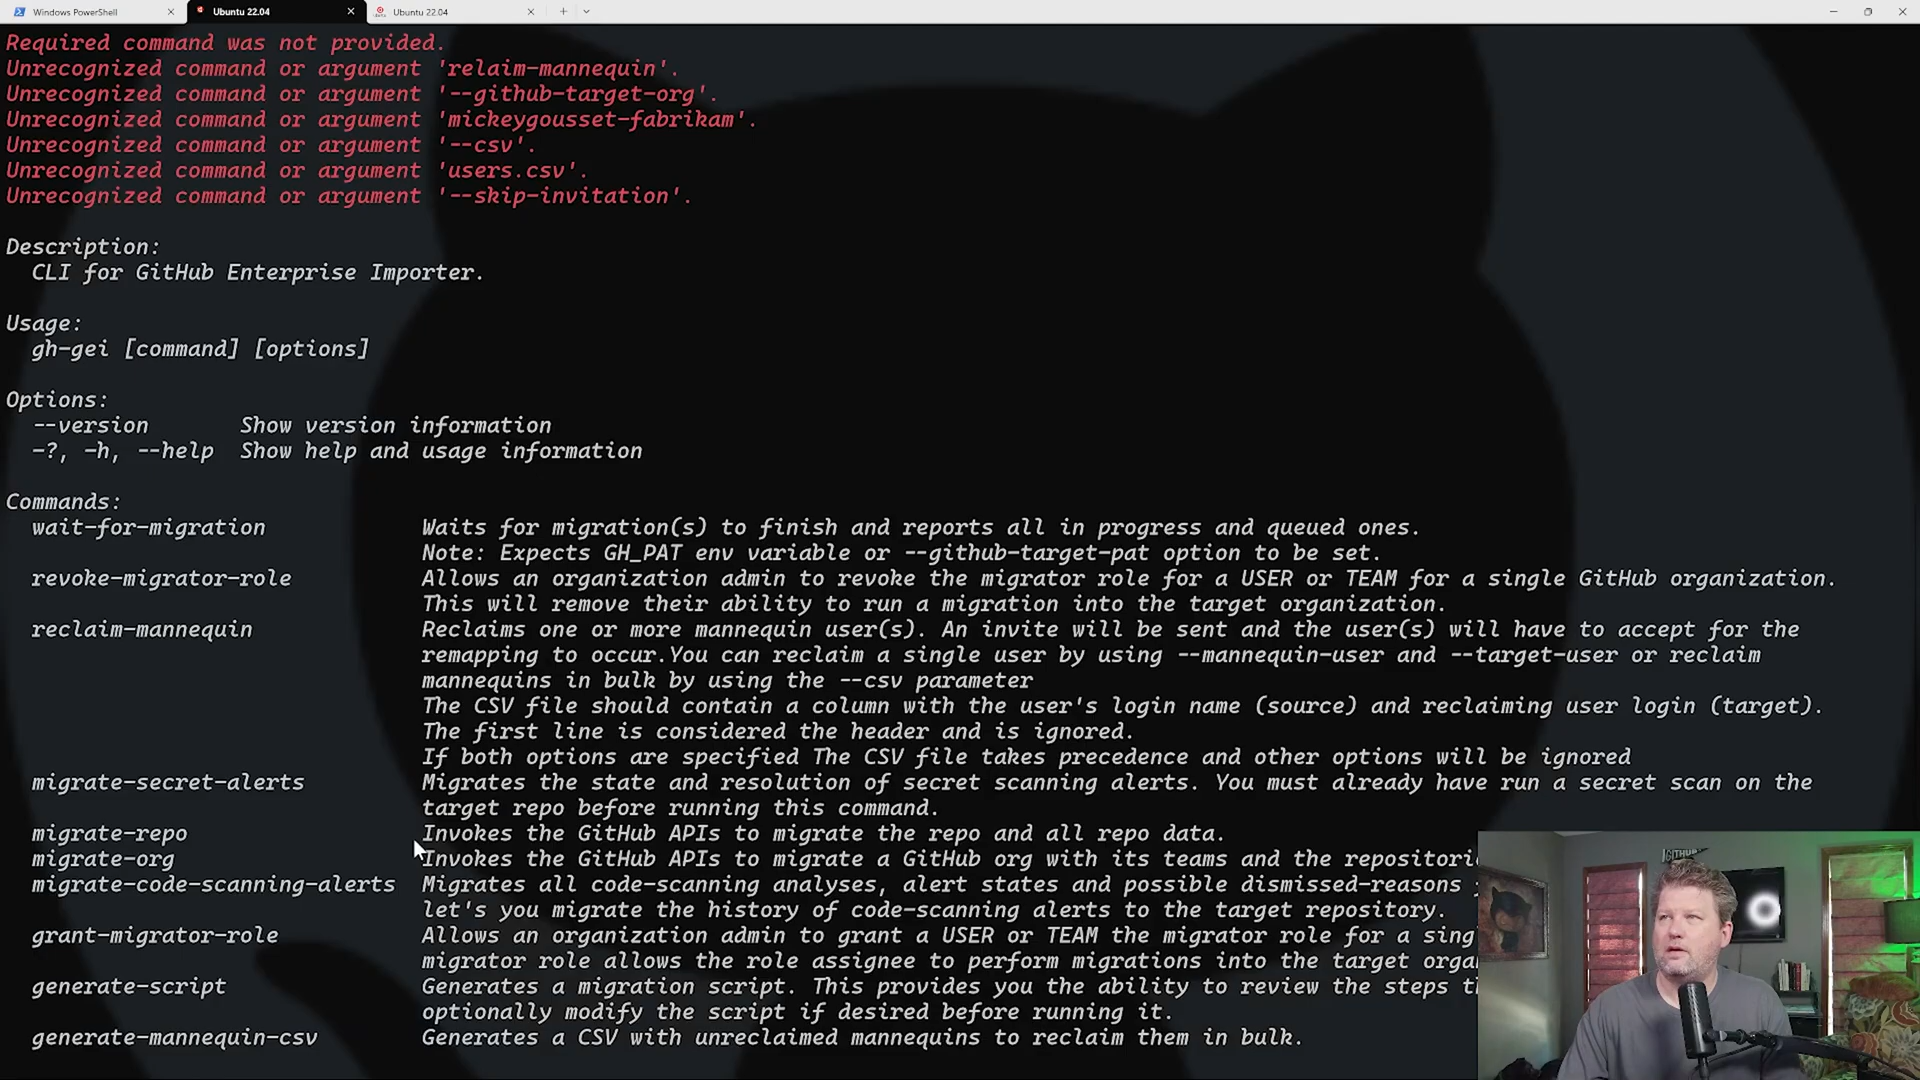 Windows PowerShell
Ubuntu 22.04
Ubuntu 22.04
Required command was not provided.
Unrecognized command or argument 'relaim-mannequin'.
Unrecognized command or argument '--github-target-org'.
Unrecognized command or argument 'mickeygousset-fabrikam'.
Unrecognized command or argument '--csv'.
Unrecognized command or argument 'users.csv'.
Unrecognized command or argument '--skip-invitation'.
Description:
CLI for GitHub Enterprise Importer.
Usage:
gh-gei [command] [options]
Options:
--version Show version information
-?, -h, --help Show help and usage information
Commands:
wait-for-migration Waits for migration(s) to finish and reports all in progress and queued ones.
Note: Expects GH_PAT env variable or --github-target-pat option to be set.
revoke-migrator-role Allows an organization admin to revoke the migrator role for a USER or TEAM for a single GitHub organization.
This will remove their ability to run a migration into the target organization.
reclaim-mannequin Reclaims one or more mannequin user(s). An invite will be sent and the user(s) will have to accept for the
remapping to occur.You can reclaim a single user by using --mannequin-user and --target-user or reclaim
mannequins in bulk by using the --csv parameter
The CSV file should contain a column with the user's login name (source) and reclaiming user login (target).
The first line is considered the header and is ignored.
If both options are specified The CSV file takes precedence and other options will be ignored
migrate-secret-alerts Migrates the state and resolution of secret scanning alerts. You must already have run a secret scan on the
target repo before running this command.
migrate-repo Invokes the GitHub APIs to migrate the repo and all repo data.
migrate-org Invokes the GitHub APIs to migrate a GitHub org with its teams and the
migrate-code-scanning-alerts Migrates all code-scanning analyses, alert states and possible dismissed-reasons
let's you migrate the history of code-scanning alerts to the target repository.
grant-migrator-role Allows an organization admin to grant a USER or TEAM the migrator role for a
migrator role allows the role assignee to perform migrations into the target
generate-script Generates a migration script. This provides you the ability to review the steps
optionally modify the script if desired before running it.
generate-mannequin-csv Generates a CSV with unreclaimed mannequins to reclaim them in bulk.